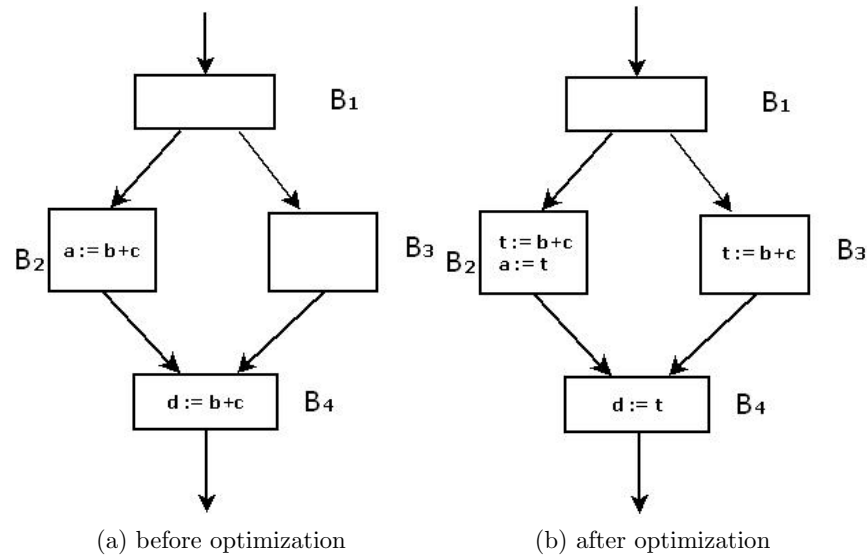 B₁
B₂
a := b+c
B₃
d := b+c
B₄
(a) before optimization
B₁
B₂
t := b+c
a := t
t := b+c
B₃
d := t
B₄
(b) after optimization